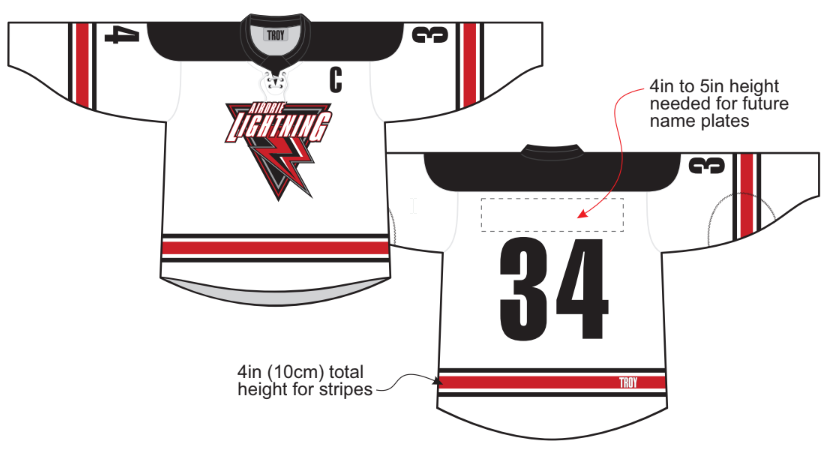 TROY
4
3
C
AIRDRIE
LIGHTNING
4in to 5in height
needed for future
name plates
3
34
4in (10cm) total
height for stripes
TROY